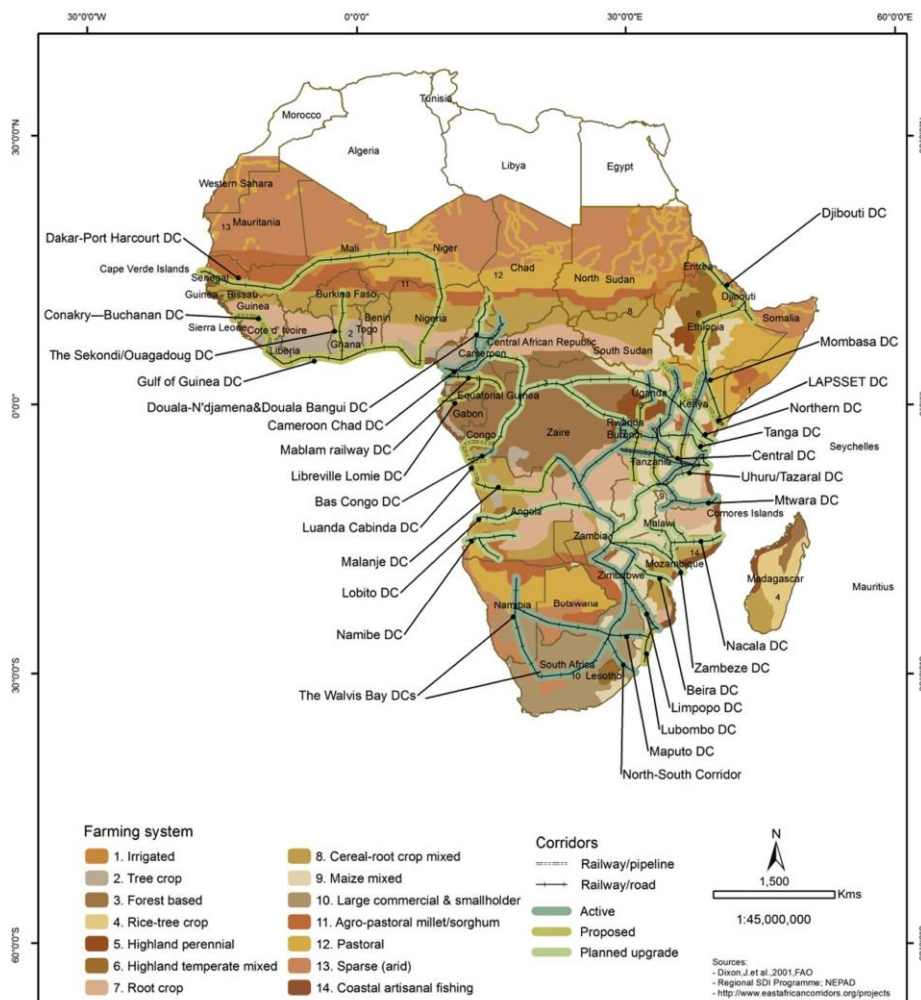 30°0'0"W
0°0'0"
30°0'0"E
60°0'0"E
30°0'0"N
0°0'0"
30°0'0"S
60°0'0"S
Tunisia
Morocco
Algeria
Libya
Egypt
Western Sahara
13
Mauritania
Djibouti DC
Dakar-Port Harcourt DC
Mali
Niger
Chad
12
North Sudan
Eritrea
Cape Verde Islands
Senegal
11
Djibouti
Guinea - Bissau
Burkina Faso
8
6
Somalia
Guinea
Benin
Nigeria
Ethiopia
Conakry—Buchanan DC
Sierra Leone
Cote d' Ivoire
2
Togo
Ghana
Central African Republic
South Sudan
Mombasa DC
Liberia
Cameroon
The Sekondi/Ouagadoug DC
Gulf of Guinea DC
LAPSSET DC
Uganda
1
Equatorial Guinea
3
Kenya
Northern DC
Douala-N'djamena&Douala Bangui DC
Gabon
Cameroon Chad DC
Rwanda
Burundi
Tanga DC
Congo
Zaire
Seychelles
Mablam railway DC
Central DC
Tanzania
Libreville Lomie DC
Uhuru/Tazaral DC
Bas Congo DC
7
9
Mtwara DC
Luanda Cabinda DC
Angola
Malawi
Comores Islands
Malanje DC
Zambia
14
Mozambique
Lobito DC
Zimbabwe
Madagascar
4
Mauritius
Namibe DC
Namibia
Botswana
Nacala DC
Zambeze DC
South Africa
10
Lesotho
The Walvis Bay DCs
Beira DC
Limpopo DC
Lubombo DC
Maputo DC
North-South Corridor
Farming system
1. Irrigated
2. Tree crop
3. Forest based
4. Rice-tree crop
5. Highland perennial
6. Highland temperate mixed
7. Root crop
8. Cereal-root crop mixed
9. Maize mixed
10. Large commercial & smallholder
11. Agro-pastoral millet/sorghum
12. Pastoral
13. Sparse (arid)
14. Coastal artisanal fishing
Corridors
Railway/pipeline
Railway/road
Active
Proposed
Planned upgrade
N
1,500
Kms
1:45,000,000
Sources:
- Dixon,J.et al.,2001,FAO
- Regional SDI Programme; NEPAD
- http://www.eastafricancorridors.org/projects